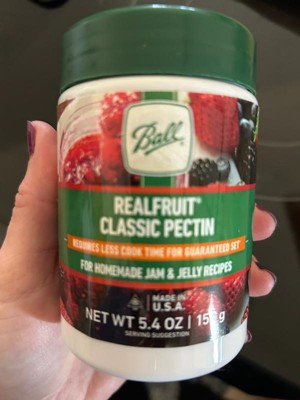 Ball
REALFRUIT®
CLASSIC PECTIN
REQUIRES LESS COOK TIME FOR GUARANTEED SET*
FOR HOMEMADE JAM & JELLY RECIPES
MADE IN
U.S.A.
NET WT 5.4 OZ | 153g
SERVING SUGGESTION